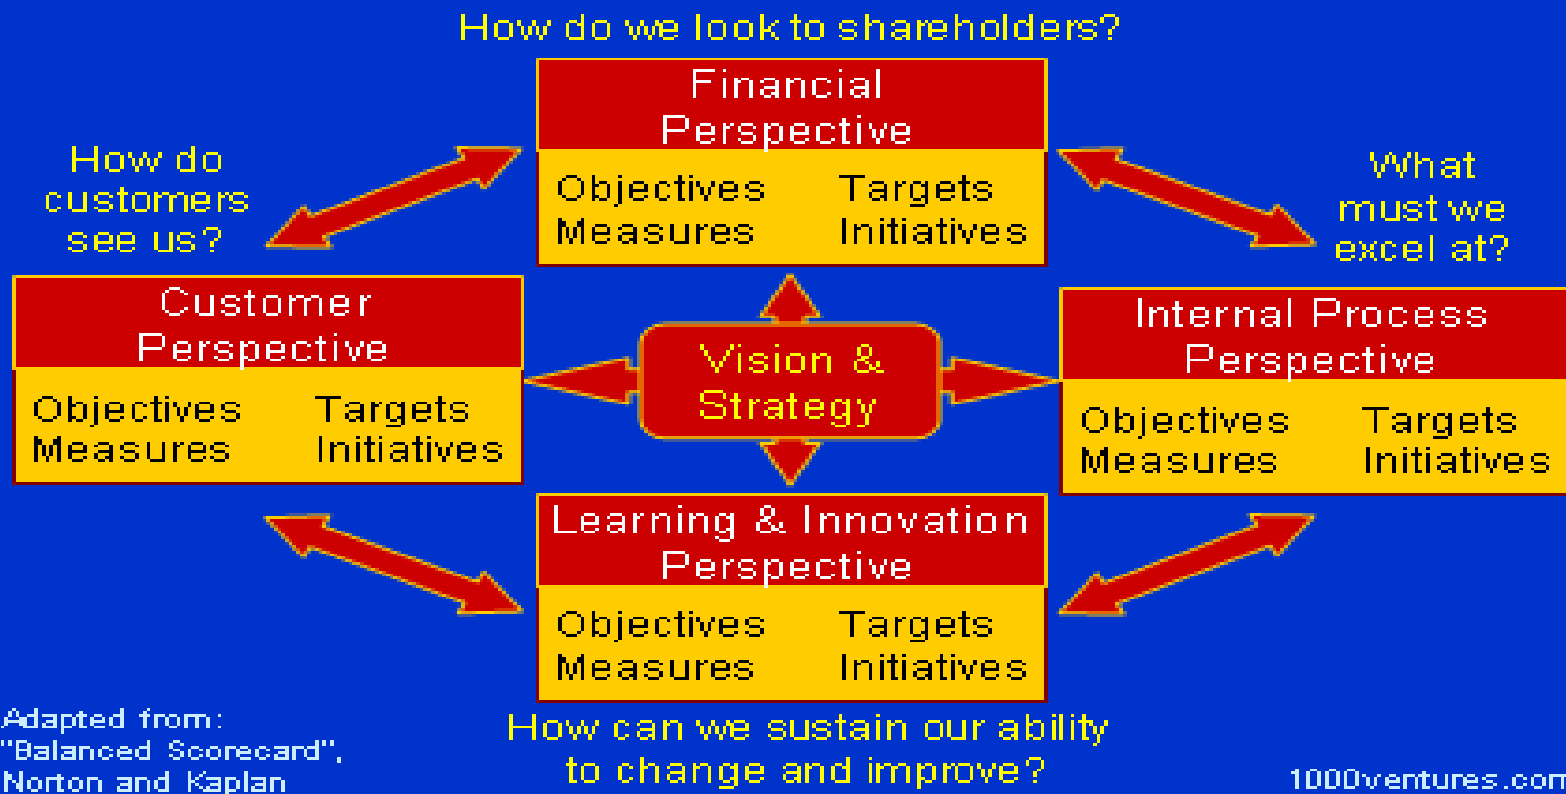 How do we look to shareholders?
Financial
Perspective
Objectives Targets
Measures Initiatives
How do
customers
see us?
What
must we
excel at?
Customer
Perspective
Objectives Targets
Measures Initiatives
Vision &
Strategy
Internal Process
Perspective
Objectives Targets
Measures Initiatives
Learning & Innovation
Perspective
Objectives Targets
Measures Initiatives
How can we sustain our ability
to change and improve?
Adapted from:
"Balanced Scorecard",
Norton and Kaplan
1000ventures.com